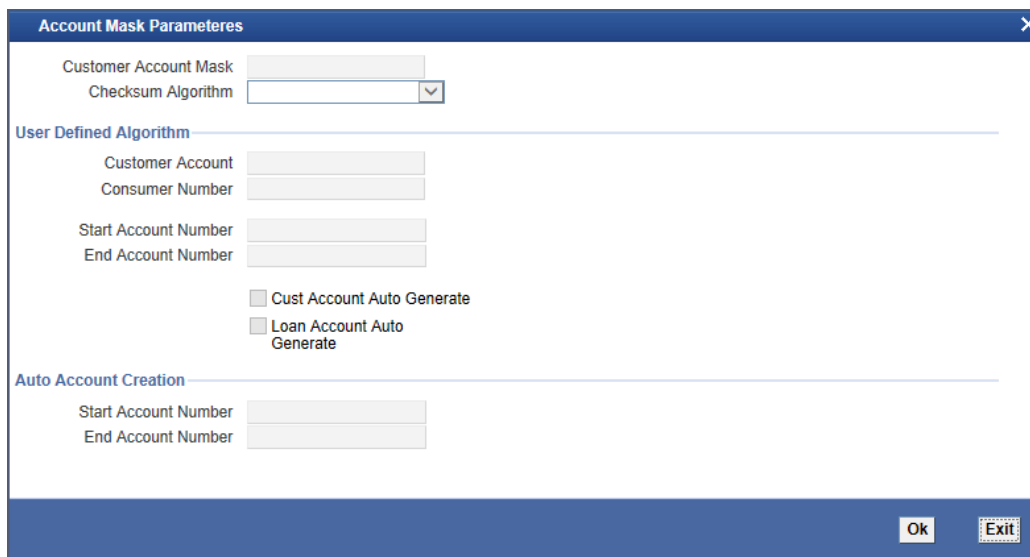 Account Mask Parameteres
Customer Account Mask
Checksum Algorithm
User Defined Algorithm
Customer Account
Consumer Number
Start Account Number
End Account Number
Cust Account Auto Generate
Loan Account Auto
Generate
Auto Account Creation
Start Account Number
End Account Number
Ok Exit